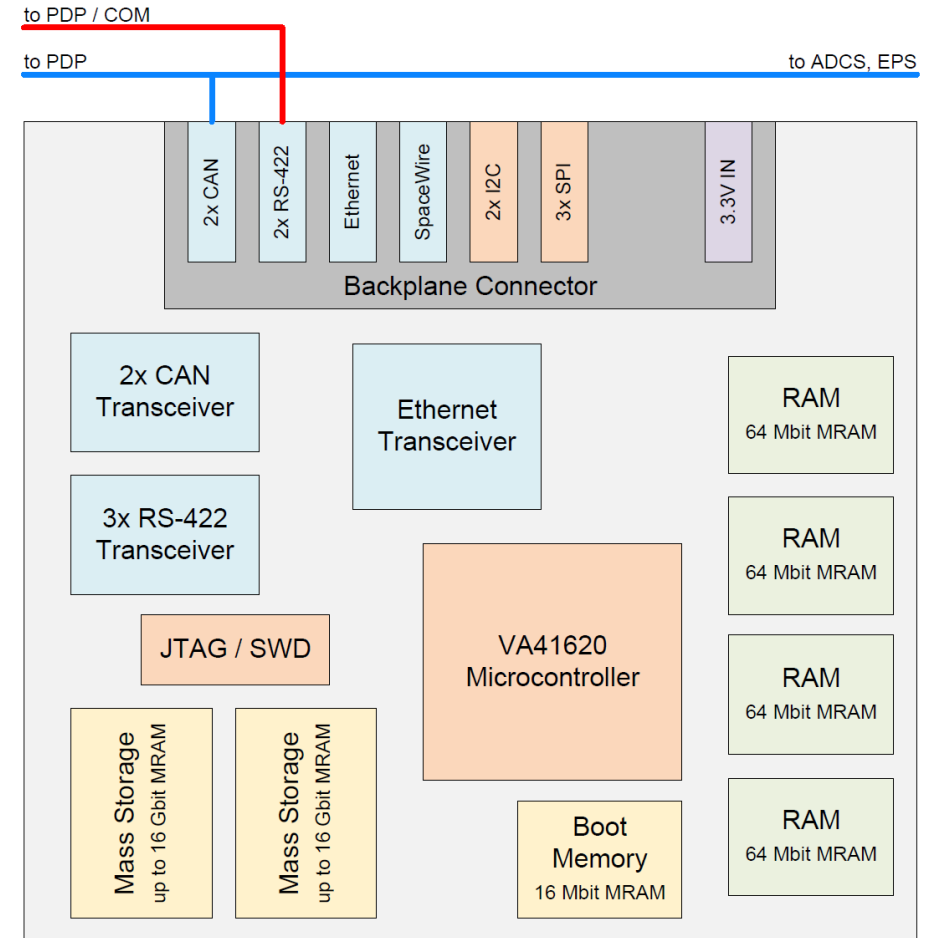 to PDP / COM
to PDP
to ADCS, EPS
2x CAN
2x RS-422
Ethernet
SpaceWire
2x I2C
3x SPI
3.3V IN
Backplane Connector
2x CAN
Transceiver
Ethernet
Transceiver
RAM
64 Mbit MRAM
3x RS-422
Transceiver
RAM
64 Mbit MRAM
JTAG / SWD
VA41620
Microcontroller
RAM
64 Mbit MRAM
Mass Storage
up to 16 Gbit MRAM
Mass Storage
up to 16 Gbit MRAM
Boot
Memory
16 Mbit MRAM
RAM
64 Mbit MRAM